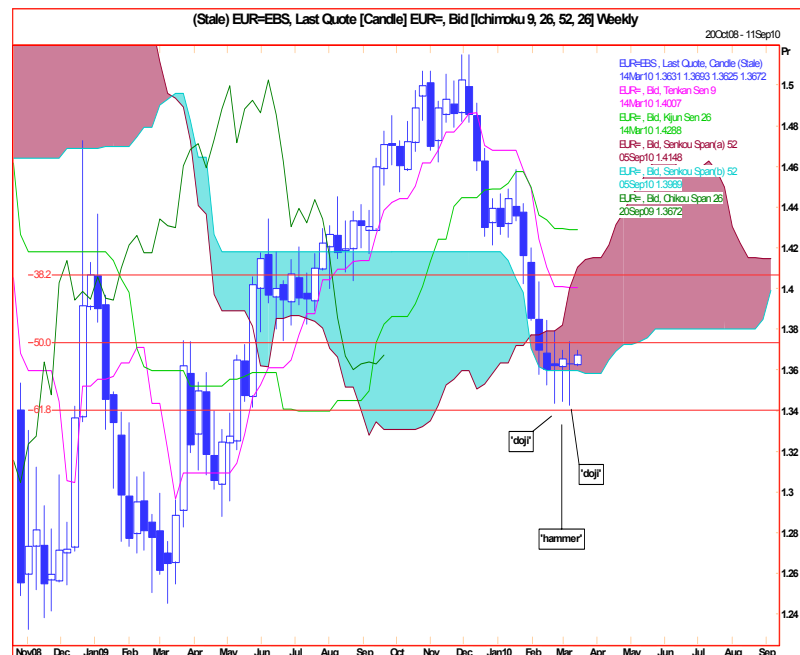 (Stale) EUR=EBS, Last Quote [Candle] EUR=, Bid [Ichimoku 9, 26, 52, 26] Weekly
20Oct08 - 11Sep10
Pr
EUR=EBS , Last Quote, Candle (Stale)
14Mar10 1.3631 1.3693 1.3625 1.3672
EUR= , Bid, Tenkan Sen 9
14Mar10 1.4007
EUR= , Bid, Kijun Sen 26
14Mar10 1.4288
EUR= , Bid, Senkou Span(a) 52
05Sep10 1.4148
EUR= , Bid, Senkou Span(b) 52
05Sep10 1.3989
EUR= , Bid, Chikou Span 26
20Sep09 1.3672
1.5
1.48
1.46
1.44
1.42
1.4
1.38
1.36
1.34
1.32
1.3
1.28
1.26
1.24
38.2
50.0
61.8
'doji'
'doji'
'hammer'
Nov08 Dec Jan09 Feb Mar Apr May Jun Jul Aug Sep Oct Nov Dec Jan10 Feb Mar Apr May Jun Jul Aug Sep